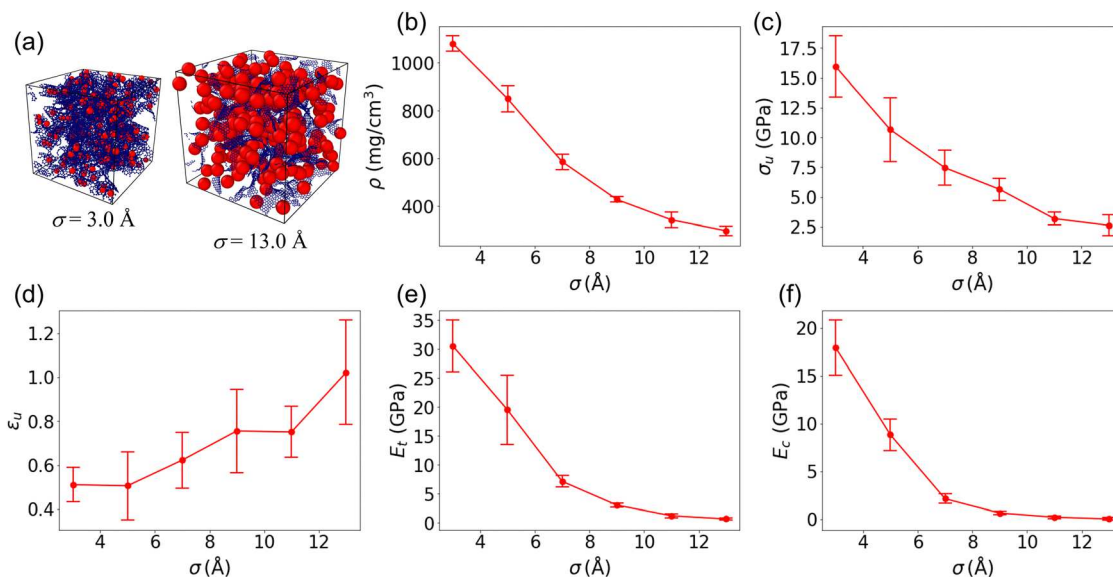 (a)
σ = 3.0 Å
σ = 13.0 Å
(b)
ρ (mg/cm³)
1000
800
600
400
4 6 8 10 12
σ (Å)
(c)
σᵤ (GPa)
17.5
15.0
12.5
10.0
7.5
5.0
2.5
4 6 8 10 12
σ (Å)
(d)
εᵤ
1.2
1.0
0.8
0.6
0.4
4 6 8 10 12
σ (Å)
(e)
Eₜ (GPa)
35
30
25
20
15
10
5
0
4 6 8 10 12
σ (Å)
(f)
E_c (GPa)
20
15
10
5
0
4 6 8 10 12
σ (Å)